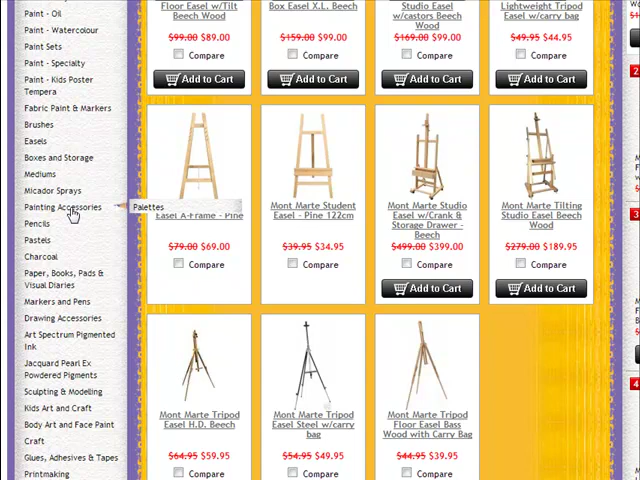 Paint - Oil
Paint - Watercolour
Paint Sets
Paint - Specialty
Paint - Kids Poster
Tempera
Fabric Paint & Markers
Brushes
Easels
Boxes and Storage
Mediums
Micador Sprays
Painting Accessories
Palettes
Pencils
Pastels
Charcoal
Paper, Books, Pads &
Visual Diaries
Markers and Pens
Drawing Accessories
Art Spectrum Pigmented
Ink
Jacquard Pearl Ex
Powdered Pigments
Sculpting & Modelling
Kids Art and Craft
Body Art and Face Paint
Craft
Glues, Adhesives & Tapes
Printmaking
Floor Easel w/Tilt
Beech Wood
$99.00 $89.00
Compare
Add to Cart
Box Easel X.L. Beech
$159.00 $99.00
Compare
Add to Cart
Studio Easel
w/castors Beech
Wood
$169.00 $99.00
Compare
Add to Cart
Lightweight Tripod
Easel w/carry bag
$49.95 $44.95
Compare
Add to Cart
Easel A-Frame - Pine
$79.00 $69.00
Compare
Mont Marte Student
Easel - Pine 122cm
$39.95 $34.95
Compare
Mont Marte Studio
Easel w/Crank &
Storage Drawer -
Beech
$499.00 $399.00
Compare
Add to Cart
Mont Marte Tilting
Studio Easel Beech
Wood
$279.00 $189.95
Compare
Add to Cart
Mont Marte Tripod
Easel H.D. Beech
$64.95 $59.95
Compare
Mont Marte Tripod
Easel Steel w/carry
bag
$54.95 $49.95
Compare
Mont Marte Tripod
Floor Easel Bass
Wood with Carry Bag
$44.95 $39.95
Compare
2
3
4